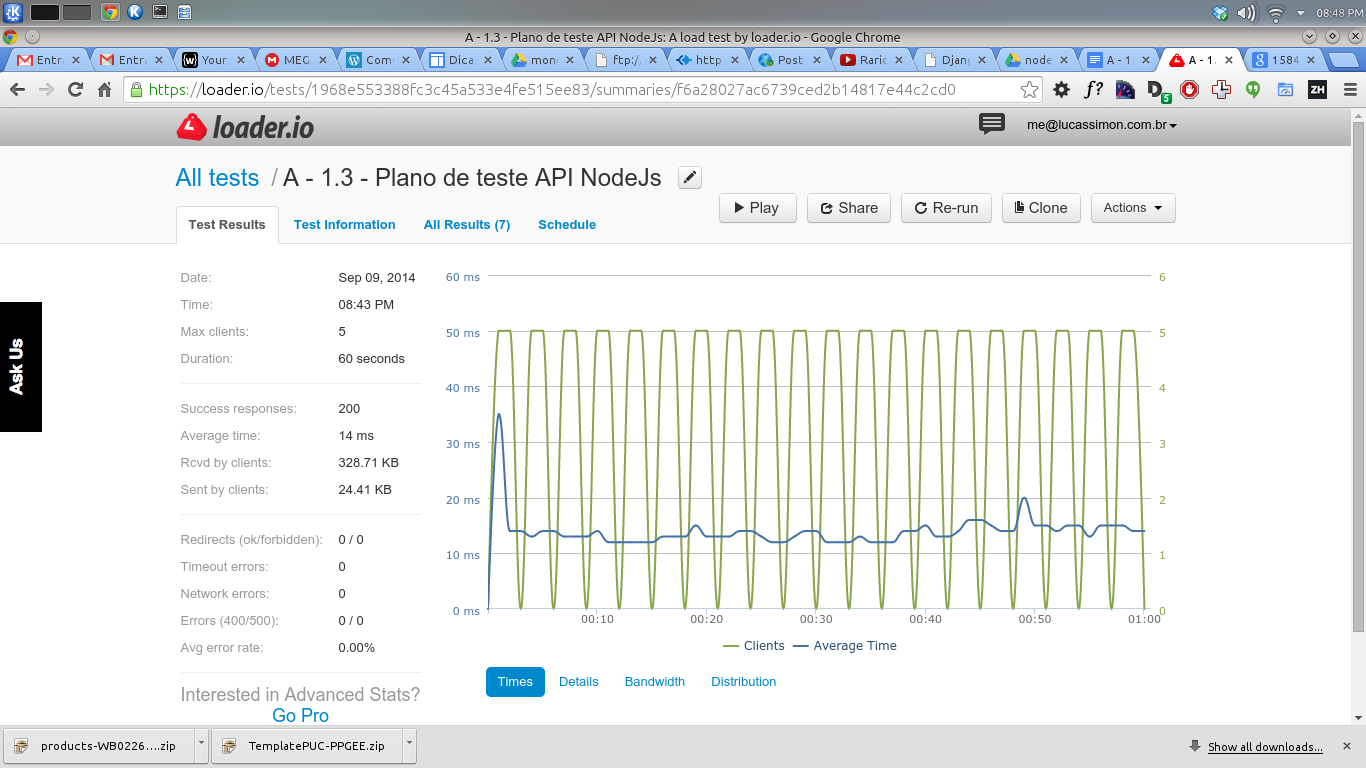 08:48 PM
A - 1.3 - Plano de teste API NodeJs: A load test by loader.io - Google Chrome
Entr Entr Your MEG Com Dica mon ftp:/ http Post Raric Djang node A - 1. A - 1. 1584
https://loader.io/tests/1968e553388fc3c45a533e4fe515ee83/summaries/f6a28027ac6739ced2b14817e44c2cd0 f? D 5 ZH
loader.io me@lucassimon.com.br
All tests / A - 1.3 - Plano de teste API NodeJs
Play Share Re-run Clone Actions
Test Results Test Information All Results (7) Schedule
Date: Sep 09, 2014
Time: 08:43 PM
Max clients: 5
Duration: 60 seconds
Success responses: 200
Average time: 14 ms
Rcvd by clients: 328.71 KB
Sent by clients: 24.41 KB
Redirects (ok/forbidden): 0 / 0
Timeout errors: 0
Network errors: 0
Errors (400/500): 0 / 0
Avg error rate: 0.00%
Interested in Advanced Stats?
Go Pro
Ask Us
60 ms 6
50 ms 5
40 ms 4
30 ms 3
20 ms 2
10 ms 1
0 ms 0
00:10 00:20 00:30 00:40 00:50 01:00
Clients Average Time
Times Details Bandwidth Distribution
products-WB0226....zip TemplatePUC-PPGEE.zip Show all downloads...